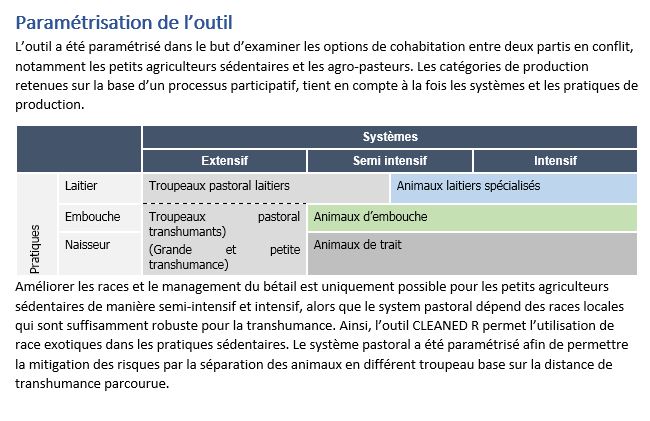 Paramétrisation de l’outil
L’outil a été paramétrisé dans le but d’examiner les options de cohabitation entre deux partis en conflit,
notamment les petits agriculteurs sédentaires et les agro-pasteurs. Les catégories de production
retenues sur la base d’un processus participatif, tient en compte à la fois les systèmes et les pratiques de
production.
Systèmes
Extensif Semi intensif Intensif
Pratiques
Laitier Troupeaux pastoral laitiers Animaux laitiers spécialisés
Embouche Troupeaux pastoral Animaux d’embouche
transhumants)
Naisseur (Grande et petite Animaux de trait
transhumance)
Améliorer les races et le management du bétail est uniquement possible pour les petits agriculteurs
sédentaires de manière semi-intensif et intensif, alors que le system pastoral dépend des races locales
qui sont suffisamment robuste pour la transhumance. Ainsi, l’outil CLEANED R permet l’utilisation de
race exotiques dans les pratiques sédentaires. Le système pastoral a été paramétrisé afin de permettre
la mitigation des risques par la séparation des animaux en différent troupeau base sur la distance de
transhumance parcourue.